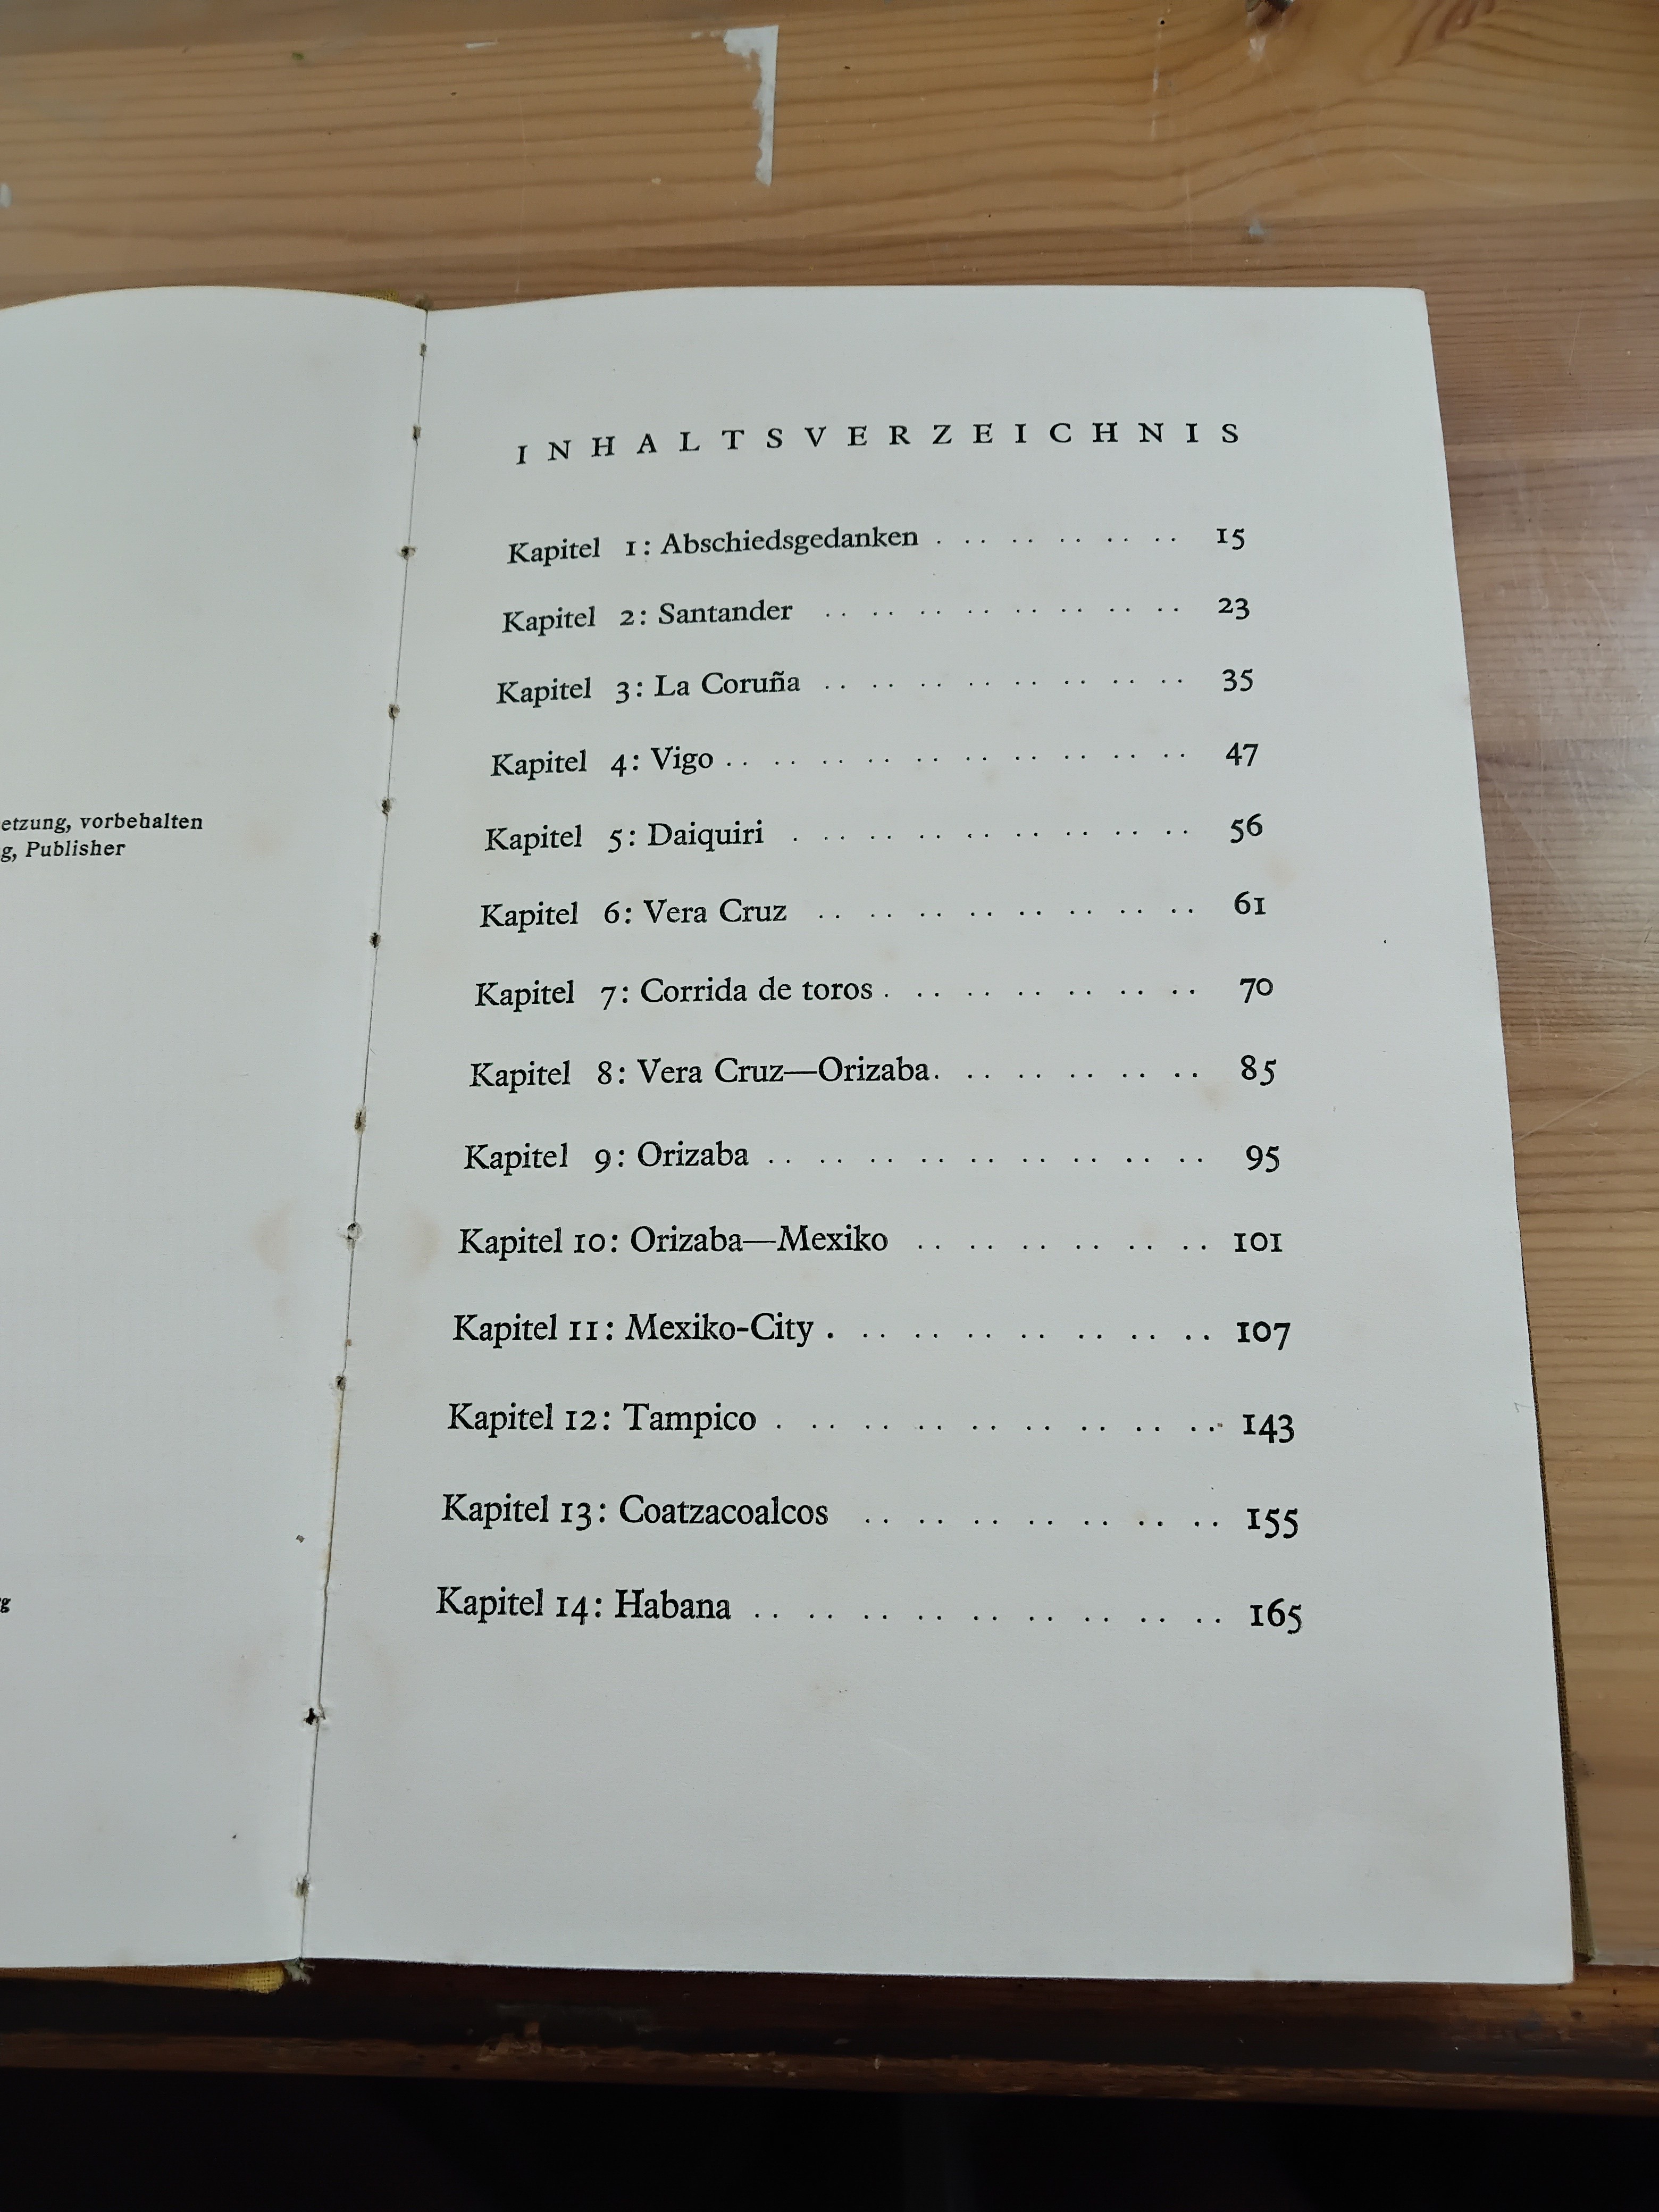 etzung, vorbehalten
g, Publisher
g
INHALTSVERZEICHNIS
Kapitel 1: Abschiedsgedanken . . . . . . . . . . 15
Kapitel 2: Santander . . . . . . . . . . . . . . 23
Kapitel 3: La Coruña . . . . . . . . . . . . . . 35
Kapitel 4: Vigo . . . . . . . . . . . . . . . . . 47
Kapitel 5: Daiquiri . . . . . . . . . . . . . . . 56
Kapitel 6: Vera Cruz . . . . . . . . . . . . . . 61
Kapitel 7: Corrida de toros . . . . . . . . . . . 70
Kapitel 8: Vera Cruz—Orizaba . . . . . . . . . . 85
Kapitel 9: Orizaba . . . . . . . . . . . . . . . 95
Kapitel 10: Orizaba—Mexiko . . . . . . . . . . . 101
Kapitel 11: Mexiko-City . . . . . . . . . . . . . 107
Kapitel 12: Tampico . . . . . . . . . . . . . . . 143
Kapitel 13: Coatzacoalcos . . . . . . . . . . . . 155
Kapitel 14: Habana . . . . . . . . . . . . . . . 165